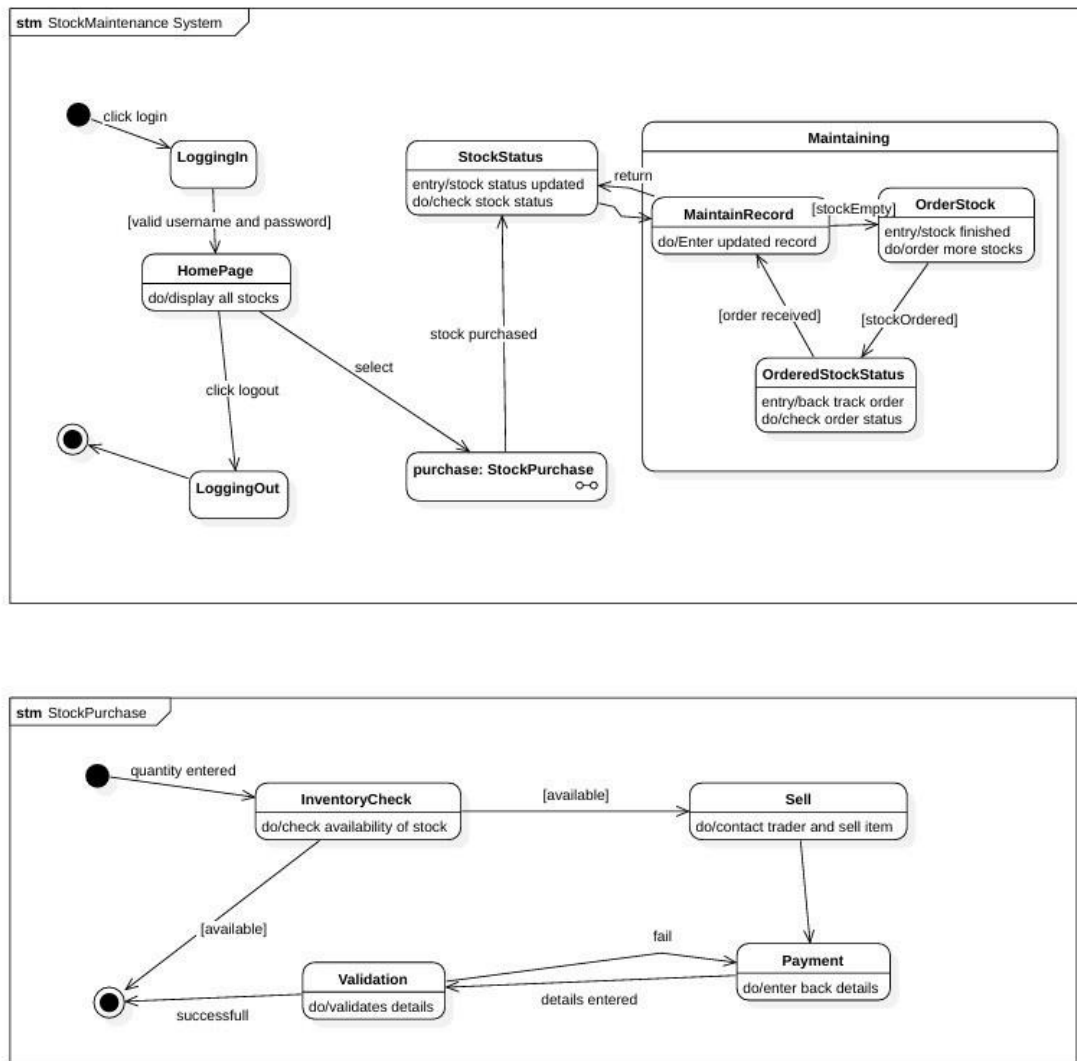 stm StockMaintenance System
click login
LoggingIn
[valid username and password]
HomePage
do/display all stocks
click logout
select
LoggingOut
StockStatus
entry/stock status updated
do/check stock status
stock purchased
purchase: StockPurchase
return
Maintaining
MaintainRecord
do/Enter updated record
[stockEmpty]
OrderStock
entry/stock finished
do/order more stocks
[order received]
[stockOrdered]
OrderedStockStatus
entry/back track order
do/check order status
stm StockPurchase
quantity entered
InventoryCheck
do/check availability of stock
[available]
Sell
do/contact trader and sell item
[available]
fail
Payment
do/enter back details
Validation
do/validates details
details entered
successfull